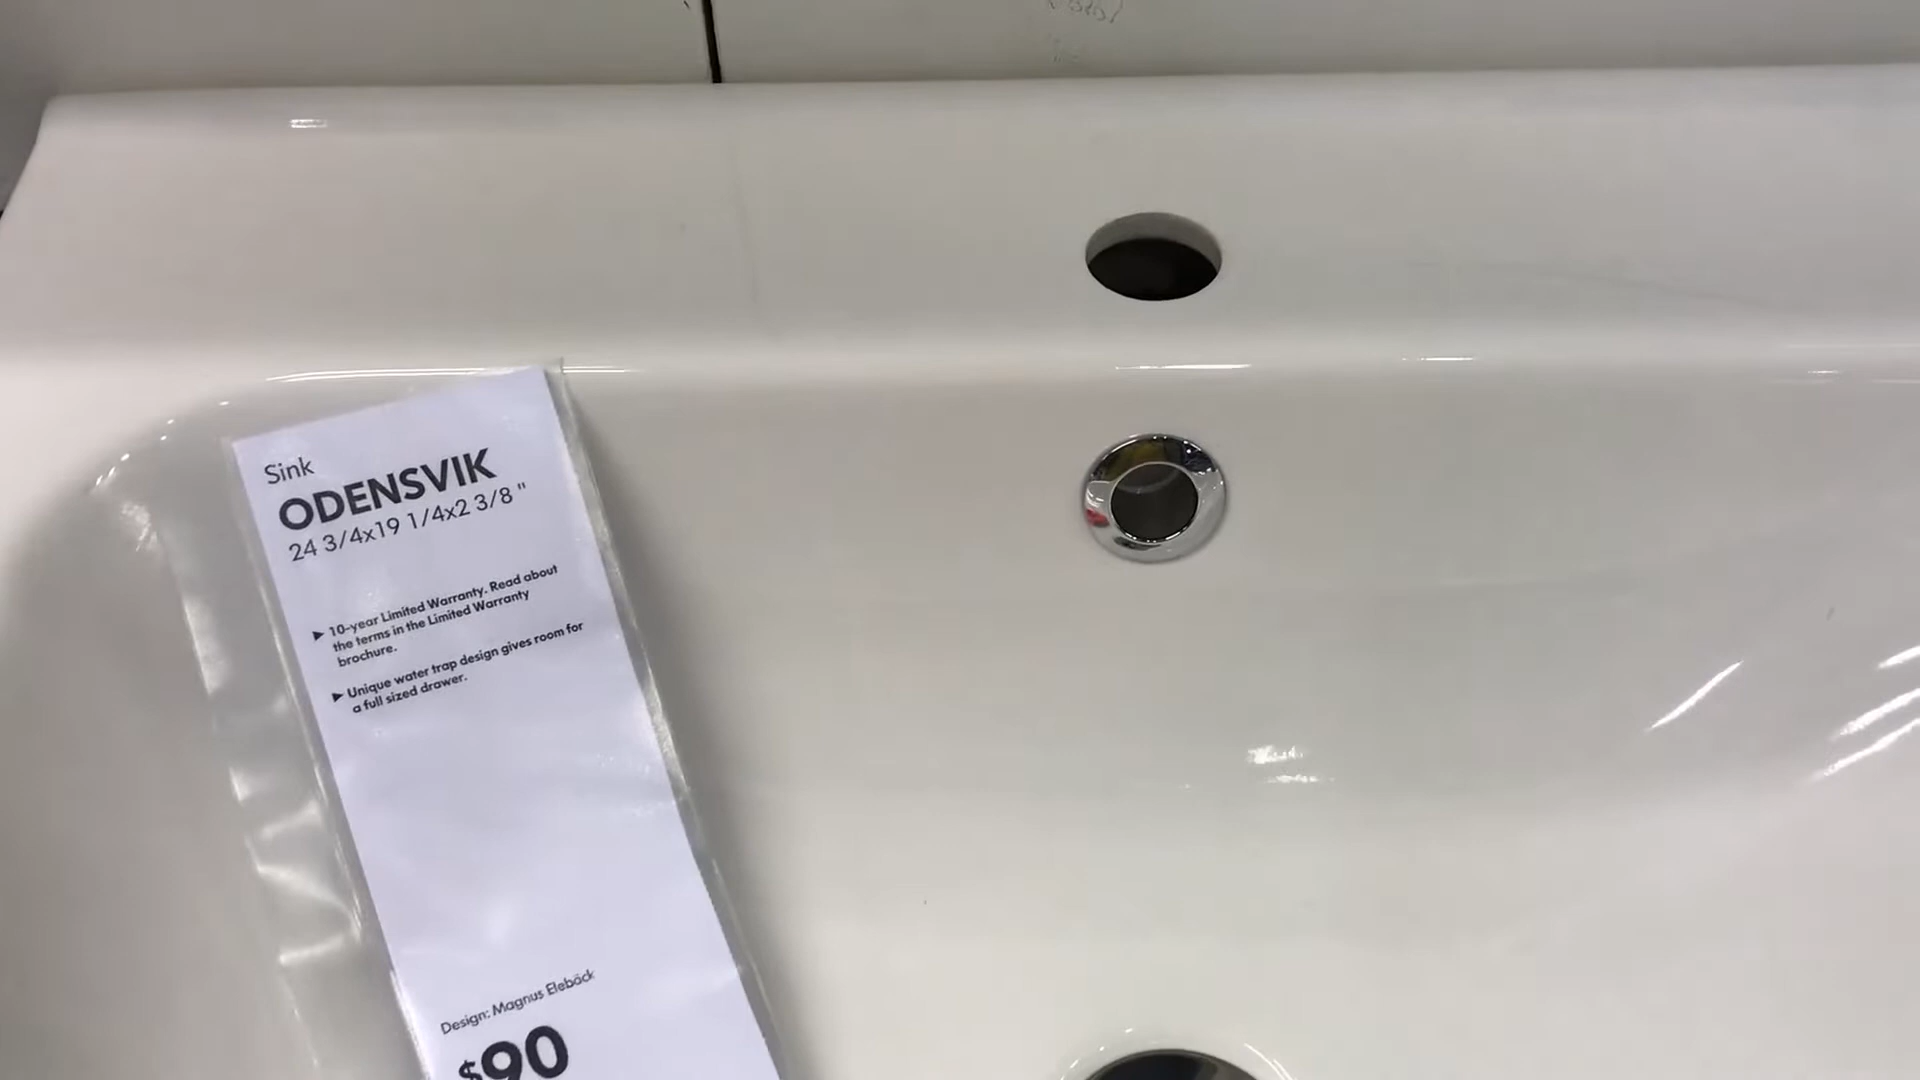 Sink
ODENSVIK
24 3/4x19 1/4x2 3/8 "
▶ 10-year Limited Warranty. Read about
the terms in the Limited Warranty
brochure.
▶ Unique water trap design gives room for
a full sized drawer.
Design: Magnus Elebäck
$90